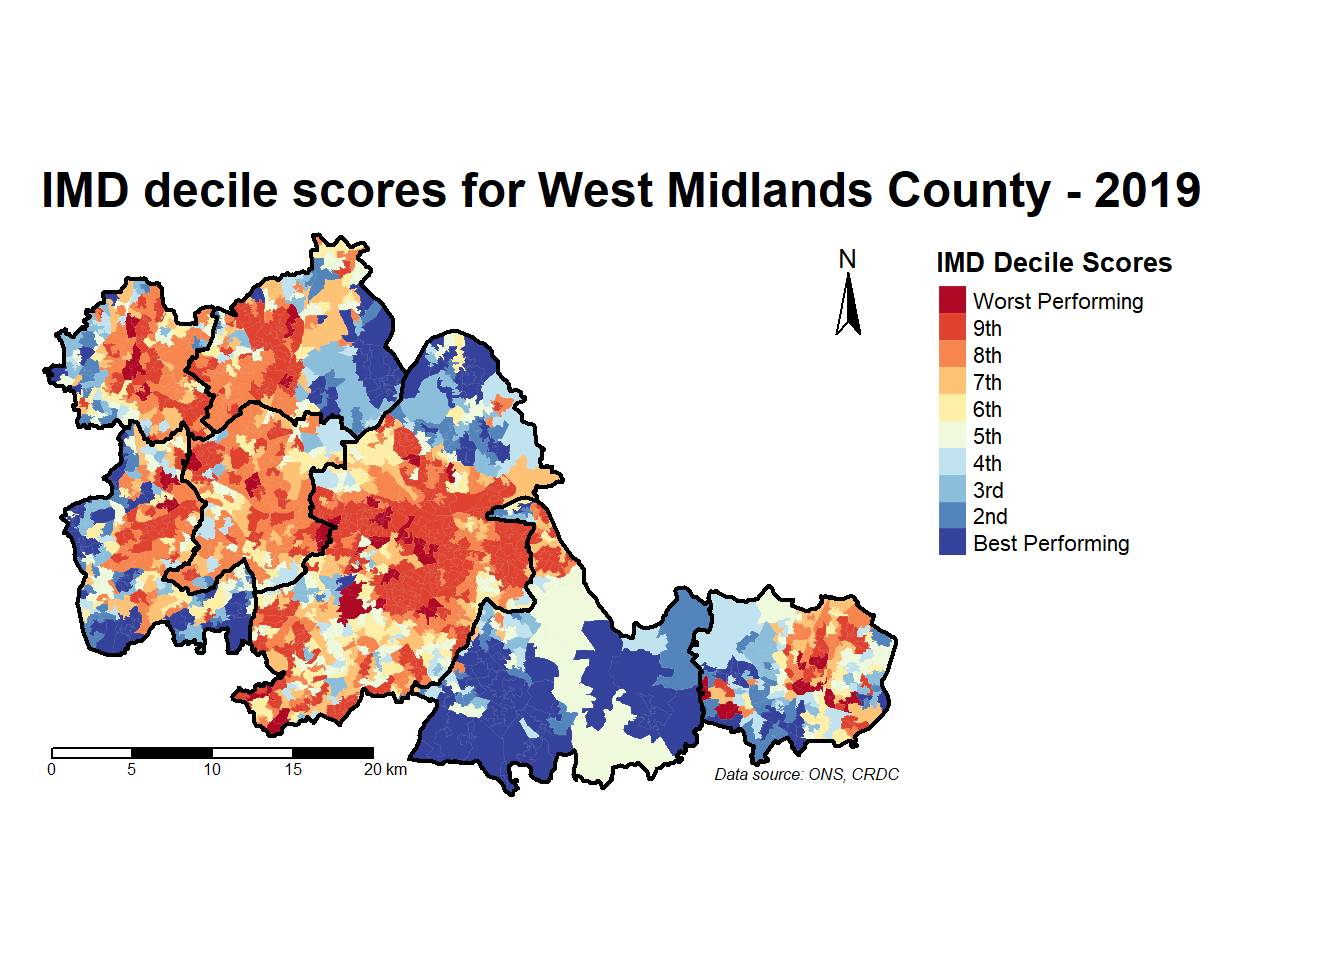 IMD decile scores for West Midlands County - 2019
N
IMD Decile Scores
Worst Performing
9th
8th
7th
6th
5th
4th
3rd
2nd
Best Performing
0 5 10 15 20 km
Data source: ONS, CRDC